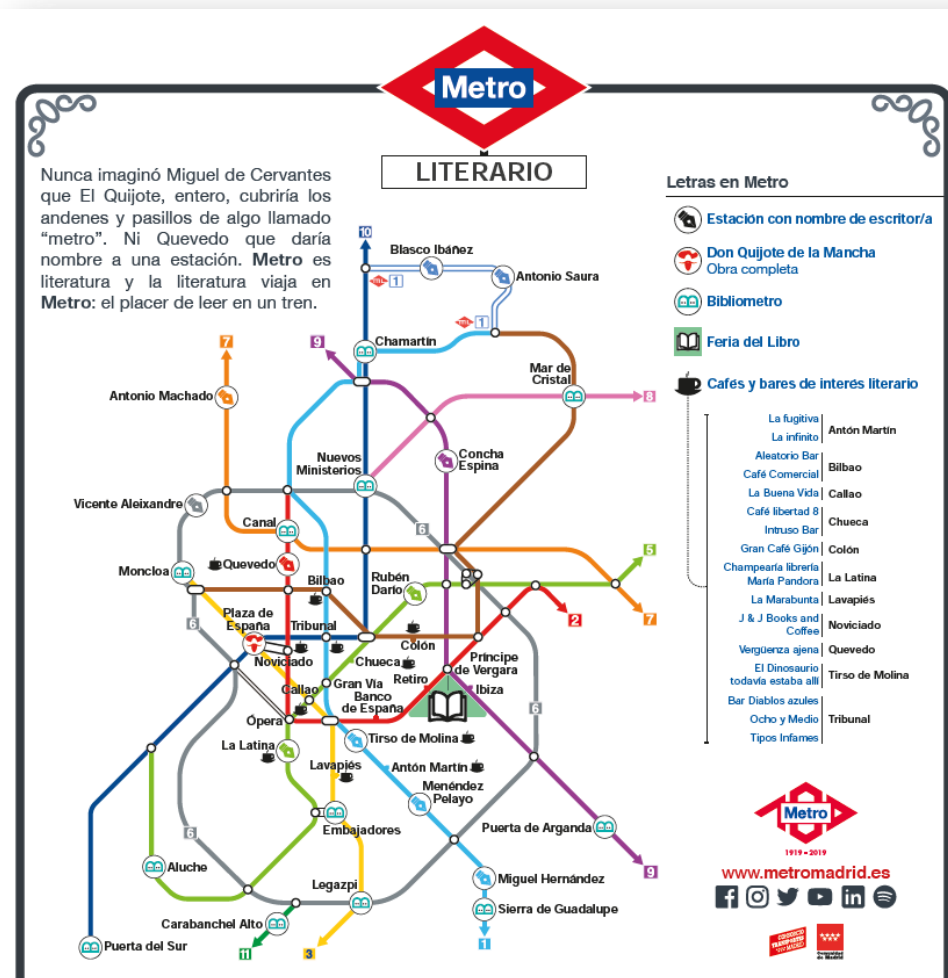 Metro
LITERARIO
Nunca imaginó Miguel de Cervantes
que El Quijote, entero, cubriría los
andenes y pasillos de algo llamado
“metro”. Ni Quevedo que daría
nombre a una estación. Metro es
literatura y la literatura viaja en
Metro: el placer de leer en un tren.
Letras en Metro
Estación con nombre de escritor/a
Don Quijote de la Mancha
Obra completa
Bibliometro
Feria del Libro
Cafés y bares de interés literario
La fugitiva
La infinito
Antón Martín
Aleatorio Bar
Café Comercial
Bilbao
La Buena Vida
Callao
Café libertad 8
Intruso Bar
Chueca
Gran Café Gijón
Colón
Champearía librería
María Pandora
La Latina
La Marabunta
Lavapiés
J & J Books and
Coffee
Noviciado
Vergüenza ajena
Quevedo
El Dinosaurio
todavía estaba allí
Tirso de Molina
Bar Diablos azules
Ocho y Medio
Tipos Infames
Tribunal
10
Blasco Ibáñez
1
Antonio Saura
1
7
9
Chamartín
Mar de
Cristal
Antonio Machado
8
Nuevos
Ministerios
Concha
Espina
Vicente Aleixandre
Canal
6
5
Moncloa
Quevedo
Bilbao
Rubén
Darío
6
Plaza de
España
Tribunal
2
7
Noviciado
Colón
Chueca
Príncipe
de Vergara
Retiro
Ibiza
Callao
Gran Vía
Banco
de España
6
Ópera
La Latina
Tirso de Molina
Lavapiés
Antón Martín
Menéndez
Pelayo
Embajadores
Puerta de Arganda
6
Aluche
9
Legazpi
Miguel Hernández
Carabanchel Alto
Sierra de Guadalupe
Puerta del Sur
11
3
1
Metro
1919 - 2019
www.metromadrid.es
in
CONSORCIO
TRANSPORTES
MADRID
Comunidad
de Madrid